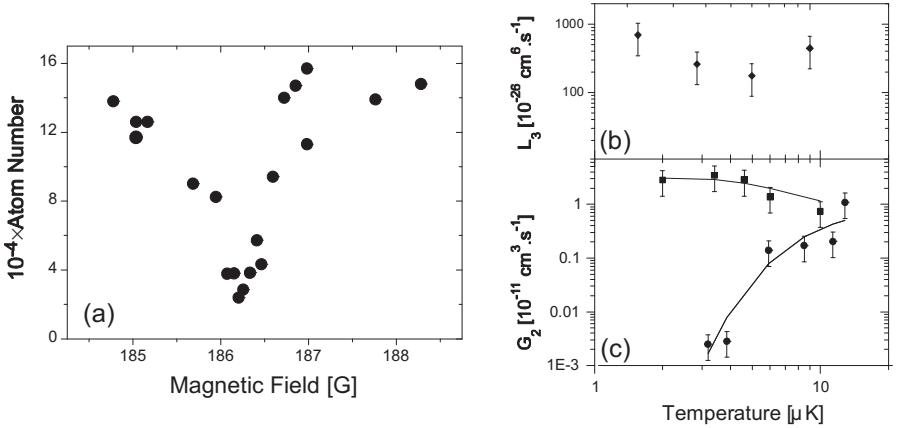 16
12
8
4
0
10⁻⁴×Atom Number
(a)
185 186 187 188
Magnetic Field [G]
1000
100
L₃ [10⁻²⁶ cm⁶.s⁻¹]
(b)
1
0.1
0.01
1E-3
G₂ [10⁻¹¹ cm³.s⁻¹]
(c)
1 10
Temperature [µK]